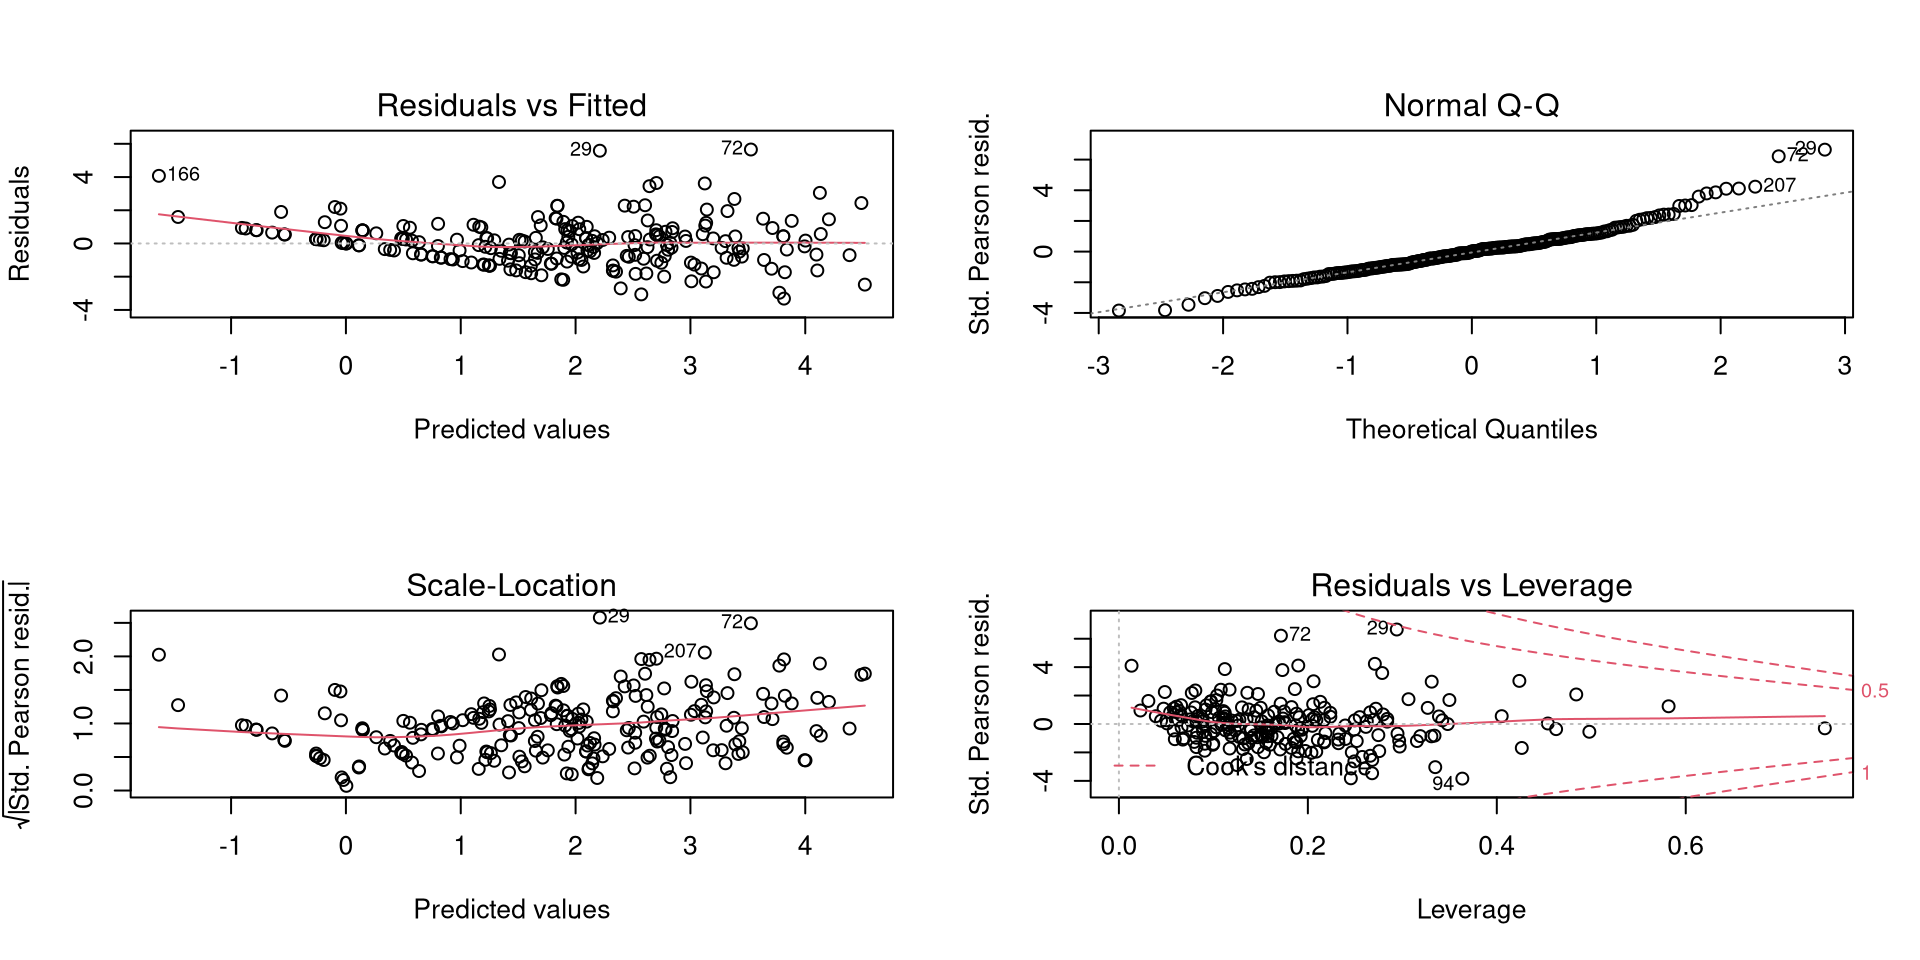 Residuals vs Fitted
Residuals
-4 0 4
166
29
72
-1 0 1 2 3 4
Predicted values
Normal Q-Q
Std. Pearson resid.
-4 0 4
72
29
207
-3 -2 -1 0 1 2 3
Theoretical Quantiles
Scale-Location
√|Std. Pearson resid.|
0.0 1.0 2.0
29
72
207
-1 0 1 2 3 4
Predicted values
Residuals vs Leverage
Std. Pearson resid.
-4 0 4
72
29
94
Cook's distance
0.5
1
0.0 0.2 0.4 0.6
Leverage